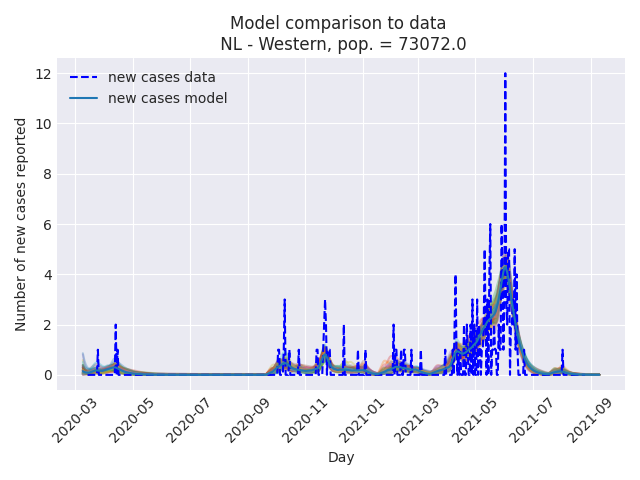 Model comparison to data
NL - Western, pop. = 73072.0
new cases data
new cases model
Number of new cases reported
12
10
8
6
4
2
0
2020-03
2020-05
2020-07
2020-09
2020-11
2021-01
2021-03
2021-05
2021-07
2021-09
Day